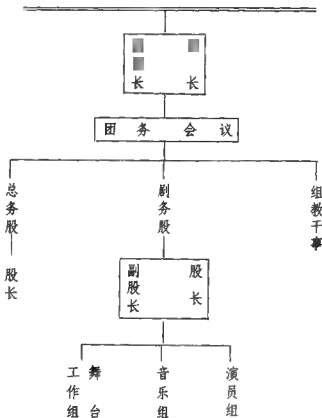 长 长
团务会议
总务股——股长
剧务股
组教干事
副股长 股长
舞台工作组
音乐组
演员组